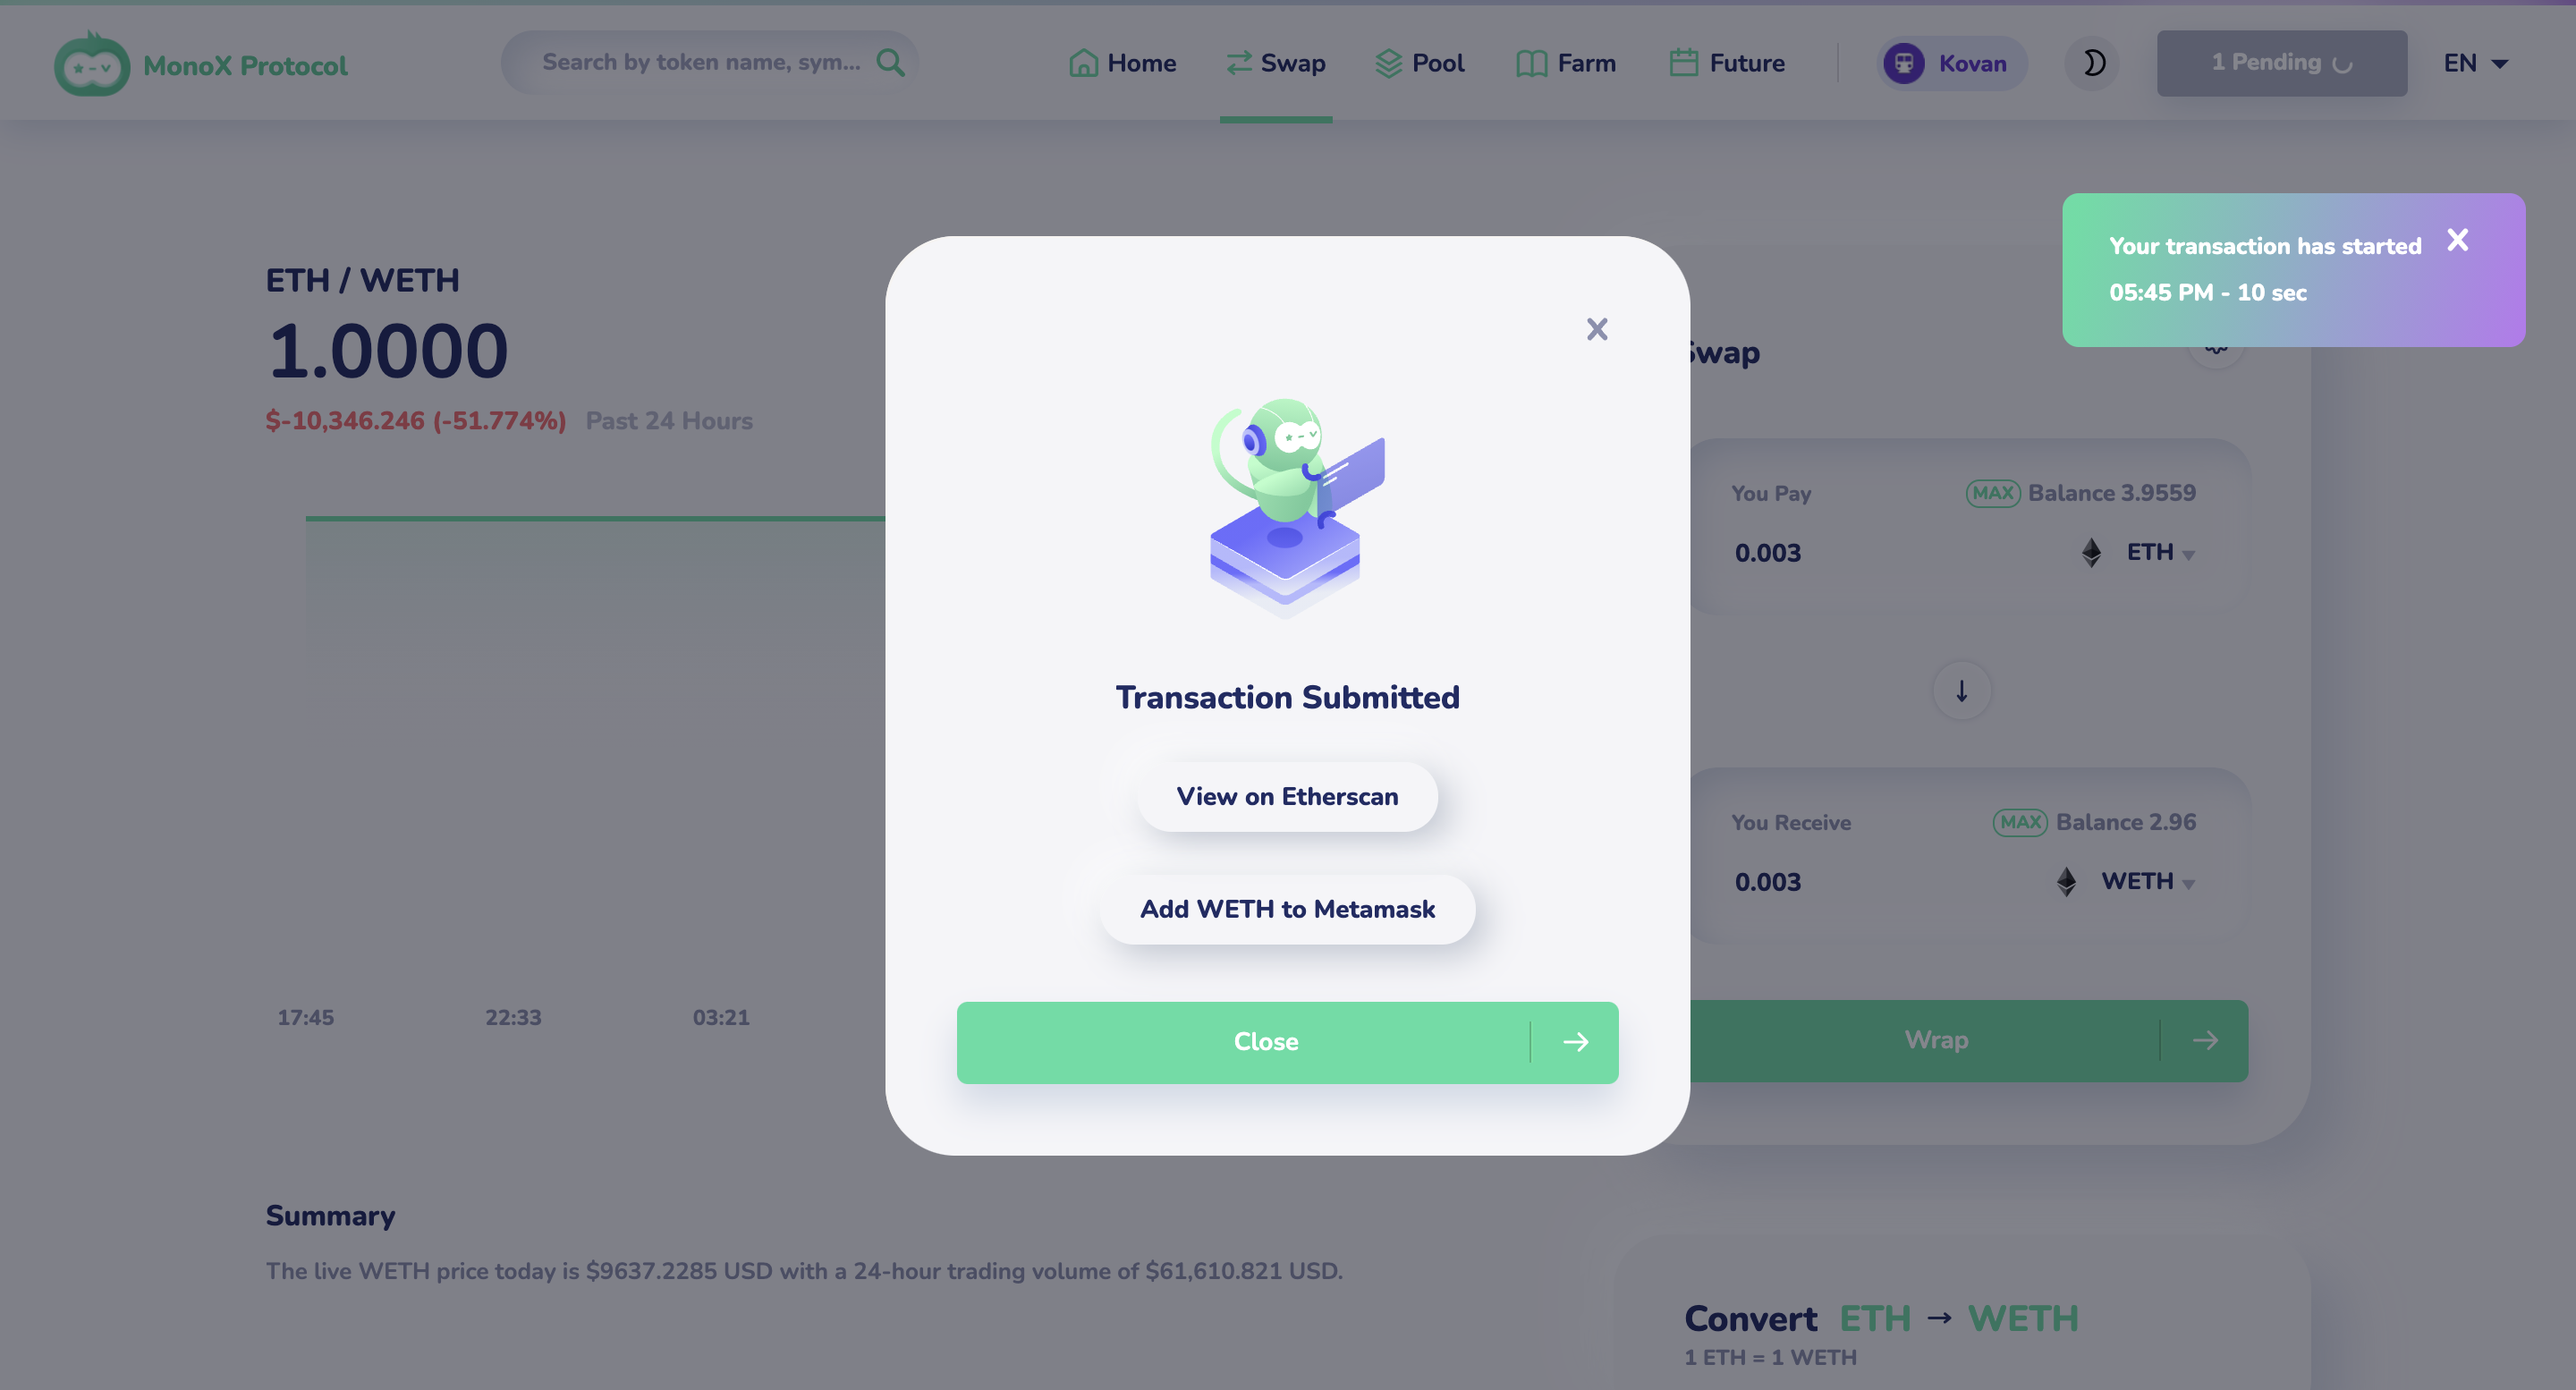 MonoX Protocol
Search by token name, sym...
Home
Swap
Pool
Farm
Future
Kovan
1 Pending
EN
Your transaction has started
05:45 PM - 10 sec
ETH / WETH
1.0000
$-10,346.246 (-51.774%) Past 24 Hours
17:45 22:33 03:21
Transaction Submitted
View on Etherscan
Add WETH to Metamask
Close
Swap
You Pay
MAX Balance 3.9559
0.003
ETH
You Receive
MAX Balance 2.96
0.003
WETH
Wrap
Summary
The live WETH price today is $9637.2285 USD with a 24-hour trading volume of $61,610.821 USD.
Convert ETH → WETH
1 ETH = 1 WETH